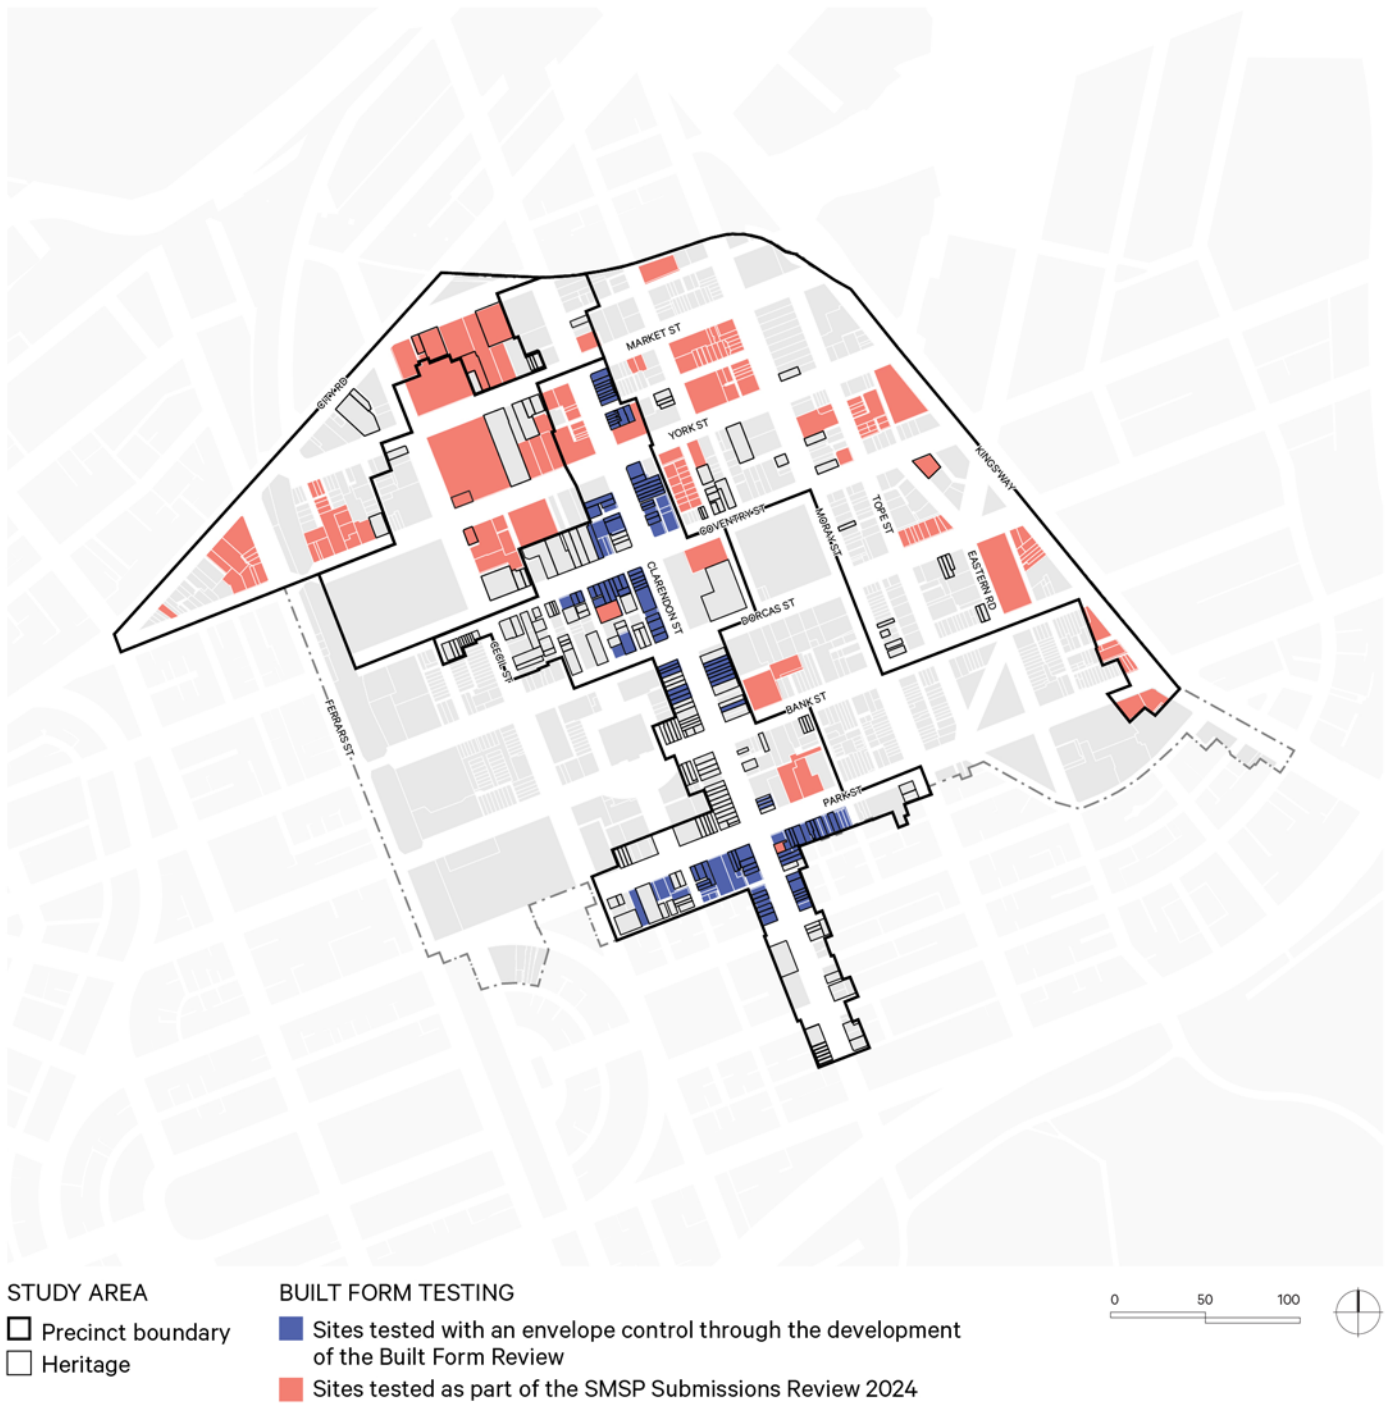 MARKET ST
CITY RD
YORK ST
KINGS WAY
COVENTRY ST
MORAY ST
TOPE ST
EASTERN RD
CLARENDON ST
DORCAS ST
CECIL ST
BANK ST
FERRARS ST
PARK ST
STUDY AREA
Precinct boundary
Heritage
BUILT FORM TESTING
Sites tested with an envelope control through the development
of the Built Form Review
Sites tested as part of the SMSP Submissions Review 2024
0 50 100